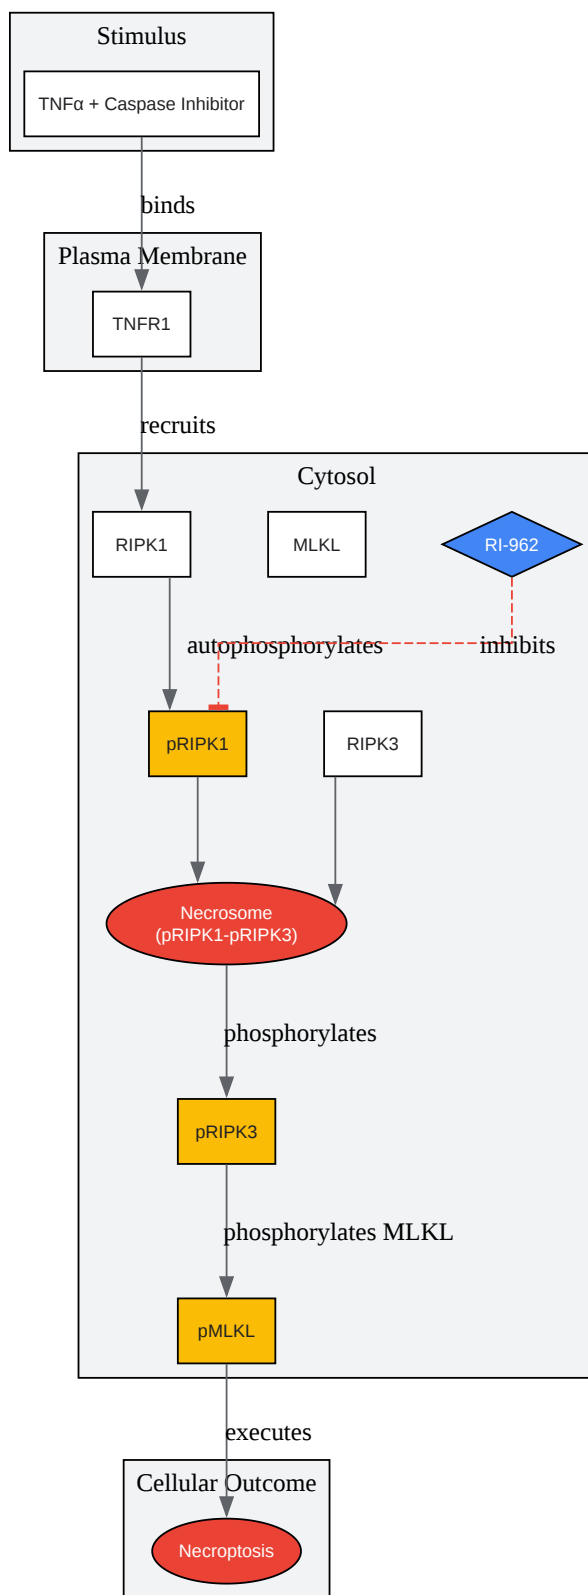 Stimulus
TNFα + Caspase Inhibitor
binds
Plasma Membrane
TNFR1
recruits
Cytosol
RIPK1
MLKL
RI-962
autophosphorylates
inhibits
pRIPK1
RIPK3
Necrosome
(pRIPK1-pRIPK3)
phosphorylates
pRIPK3
phosphorylates MLKL
pMLKL
executes
Cellular Outcome
Necroptosis